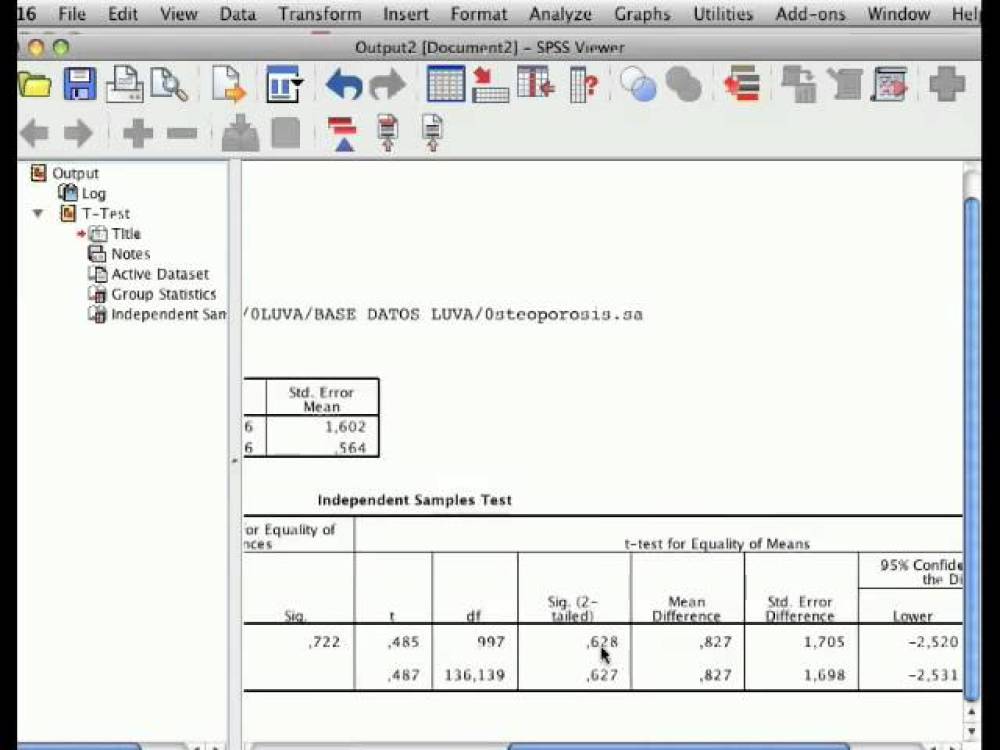 16 File Edit View Data Transform Insert Format Analyze Graphs Utilities Add-ons Window Help
Output2 [Document2] – SPSS Viewer
Output
Log
T-Test
Title
Notes
Active Dataset
Group Statistics
Independent Sam
/0LUVA/BASE DATOS LUVA/Osteoporosis.sa
Std. Error
Mean
6 1,602
6 ,564
Independent Samples Test
or Equality of
nces
t-test for Equality of Means
95% Confide
the Di
Sig. t df Sig. (2-
tailed) Mean
Difference Std. Error
Difference Lower
,722 ,485 997 ,628 ,827 1,705 -2,520
,487 136,139 ,627 ,827 1,698 -2,531